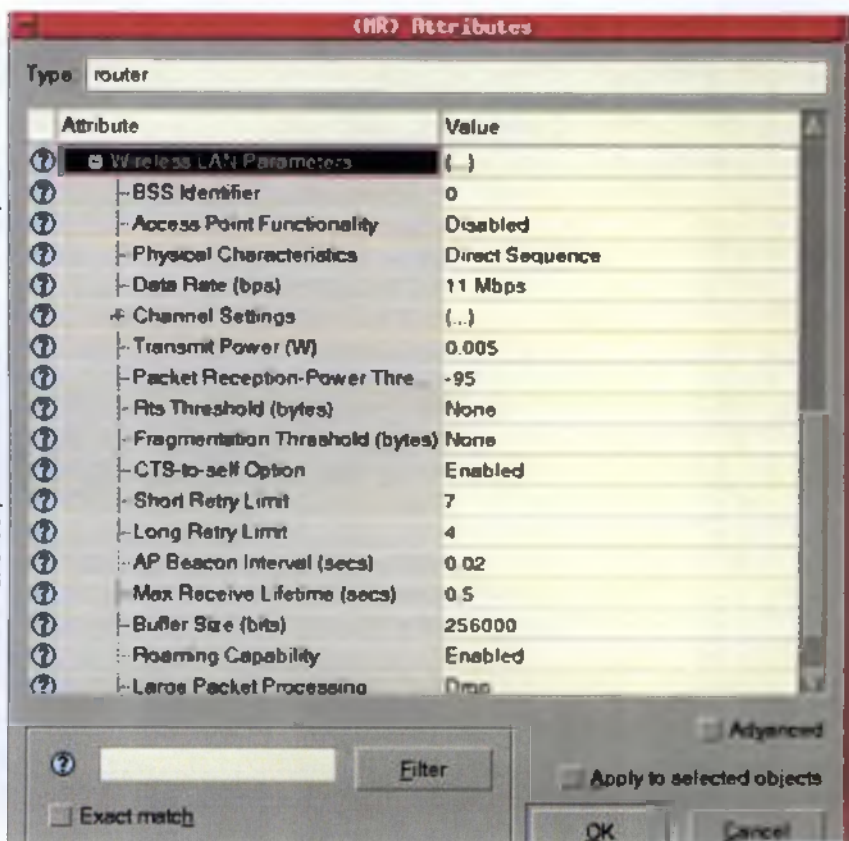 (MR) Attributes
Type: router
Attribute Value
Wireless LAN Parameters (...)
BSS Identifier 0
Access Point Functionality Disabled
Physical Characteristics Direct Sequence
Data Rate (bps) 11 Mbps
Channel Settings (...)
Transmit Power (W) 0.005
Packet Reception-Power Thre... -95
Rts Threshold (bytes) None
Fragmentation Threshold (bytes) None
CTS-to-self Option Enabled
Short Retry Limit 7
Long Retry Limit 4
AP Beacon Interval (secs) 0.02
Max Receive Lifetime (secs) 0.5
Buffer Size (bits) 256000
Roaming Capability Enabled
Large Packet Processing Drop
Advanced
Filter
Apply to selected objects
Exact match
OK Cancel